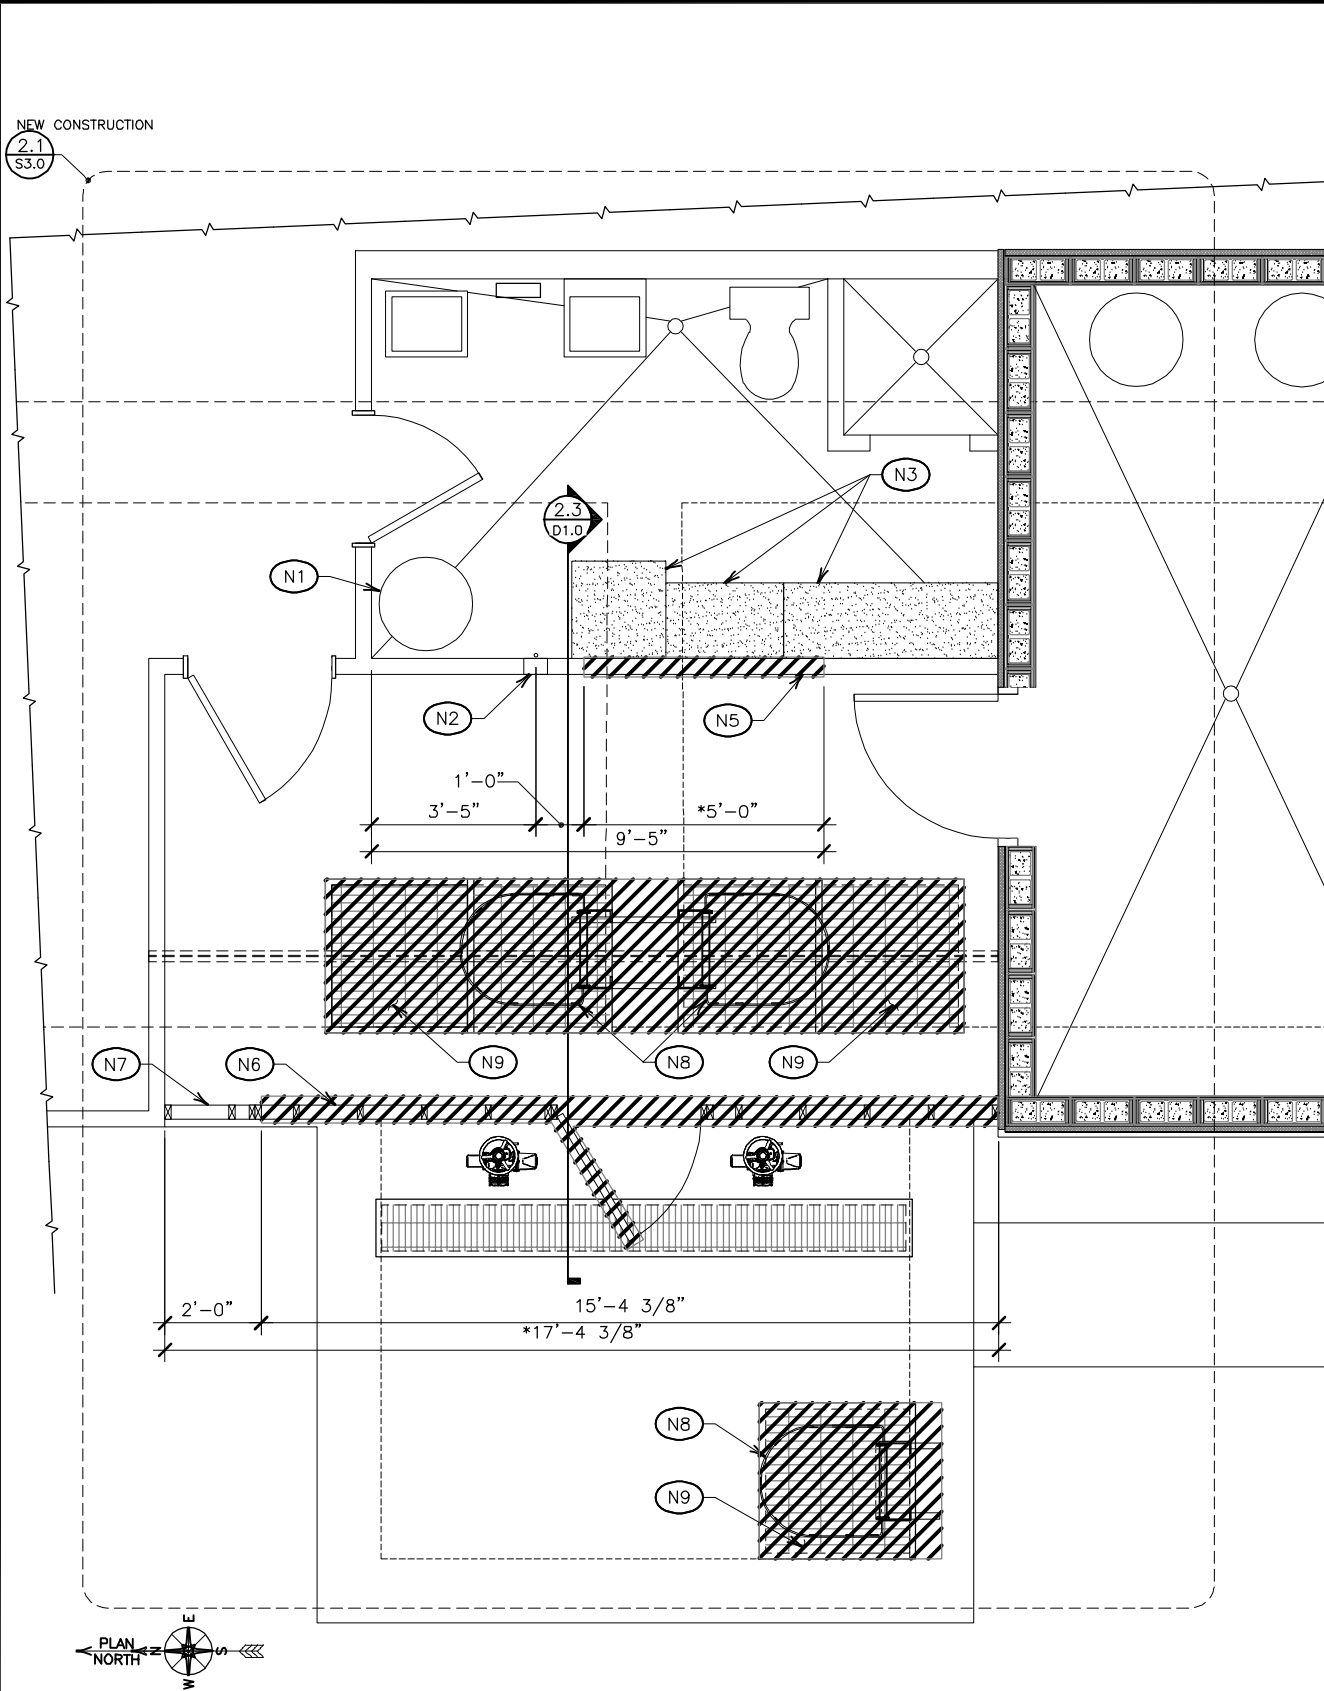 NEW CONSTRUCTION
2.1
S3.0
N3
2.3
D1.0
N1
N2
N5
1'-0"
3'-5"
*5'-0"
9'-5"
N7
N6
N9
N8
N9
2'-0"
15'-4 3/8"
*17'-4 3/8"
N8
N9
E
PLAN
NORTH
N
S
W